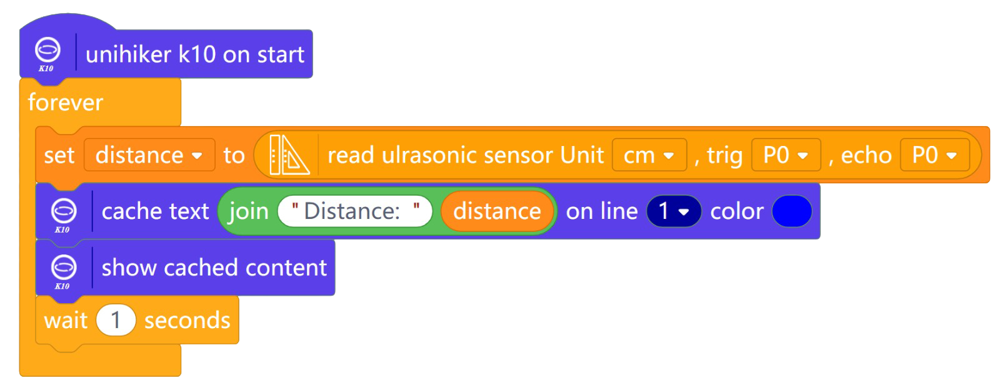 K10 unihiker k10 on start
forever
set distance to read ulrasonic sensor Unit cm , trig P0 , echo P0
K10 cache text join "Distance: " distance on line 1 color
K10 show cached content
wait 1 seconds